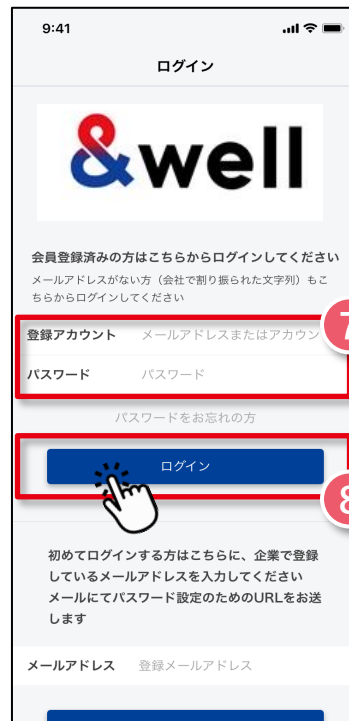 9:41
ログイン
&well
会員登録済みの方はこちらからログインしてください
メールアドレスがない方（会社で割り振られた文字列）もこ
ちらからログインしてください
登録アカウント メールアドレスまたはアカウン
7
パスワード パスワード
パスワードをお忘れの方
ログイン
8
初めてログインする方はこちらに、企業で登録
しているメールアドレスを入力してください
メールにてパスワード設定のためのURLをお送
します
メールアドレス 登録メールアドレス